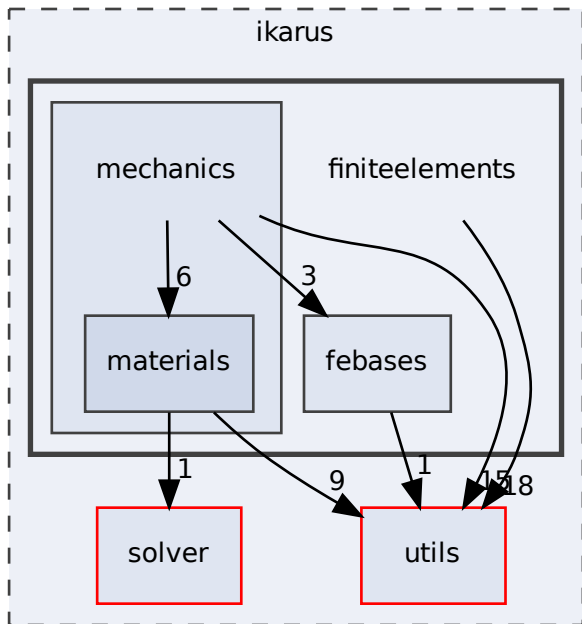 ikarus
mechanics
finiteelements
6
3
materials
febases
1
9
1
15
18
solver
utils